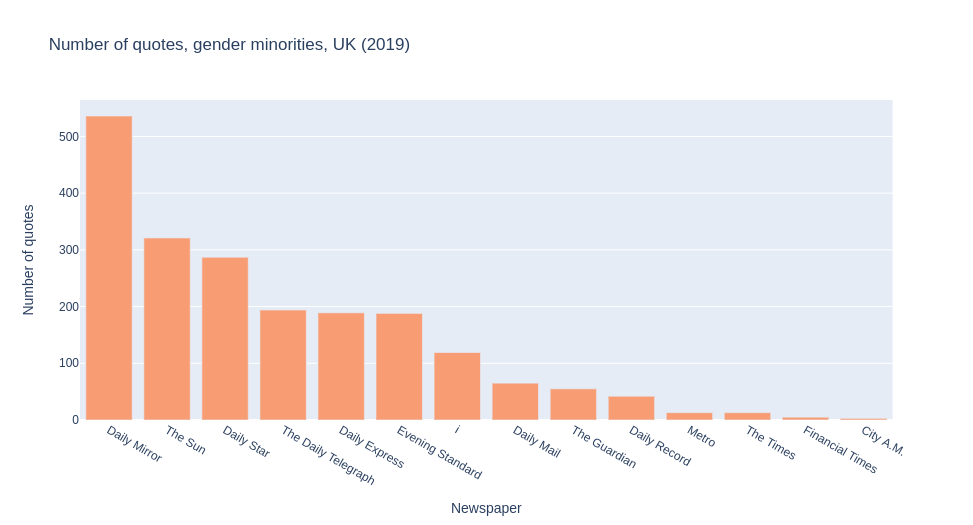 Number of quotes, gender minorities, UK (2019)
Number of quotes
500
400
300
200
100
0
Daily Mirror
The Sun
Daily Star
The Daily Telegraph
Daily Express
Evening Standard
i
Daily Mail
The Guardian
Daily Record
Metro
The Times
Financial Times
City A.M.
Newspaper